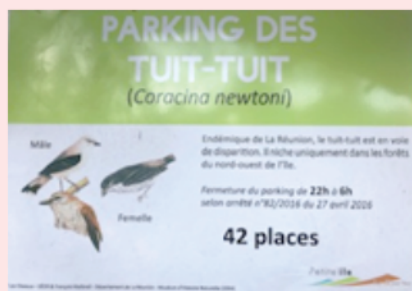 PARKING DES
TUIT-TUIT
(Coracina newtoni)
Mâle
Femelle
Endémique de La Réunion, le tuit-tuit est en voie
de disparition. Il niche uniquement dans les forêts
du nord-ouest de l'île.
Fermeture du parking de 22h à 6h
selon arrêté n°82/2016 du 27 avril 2016
42 places